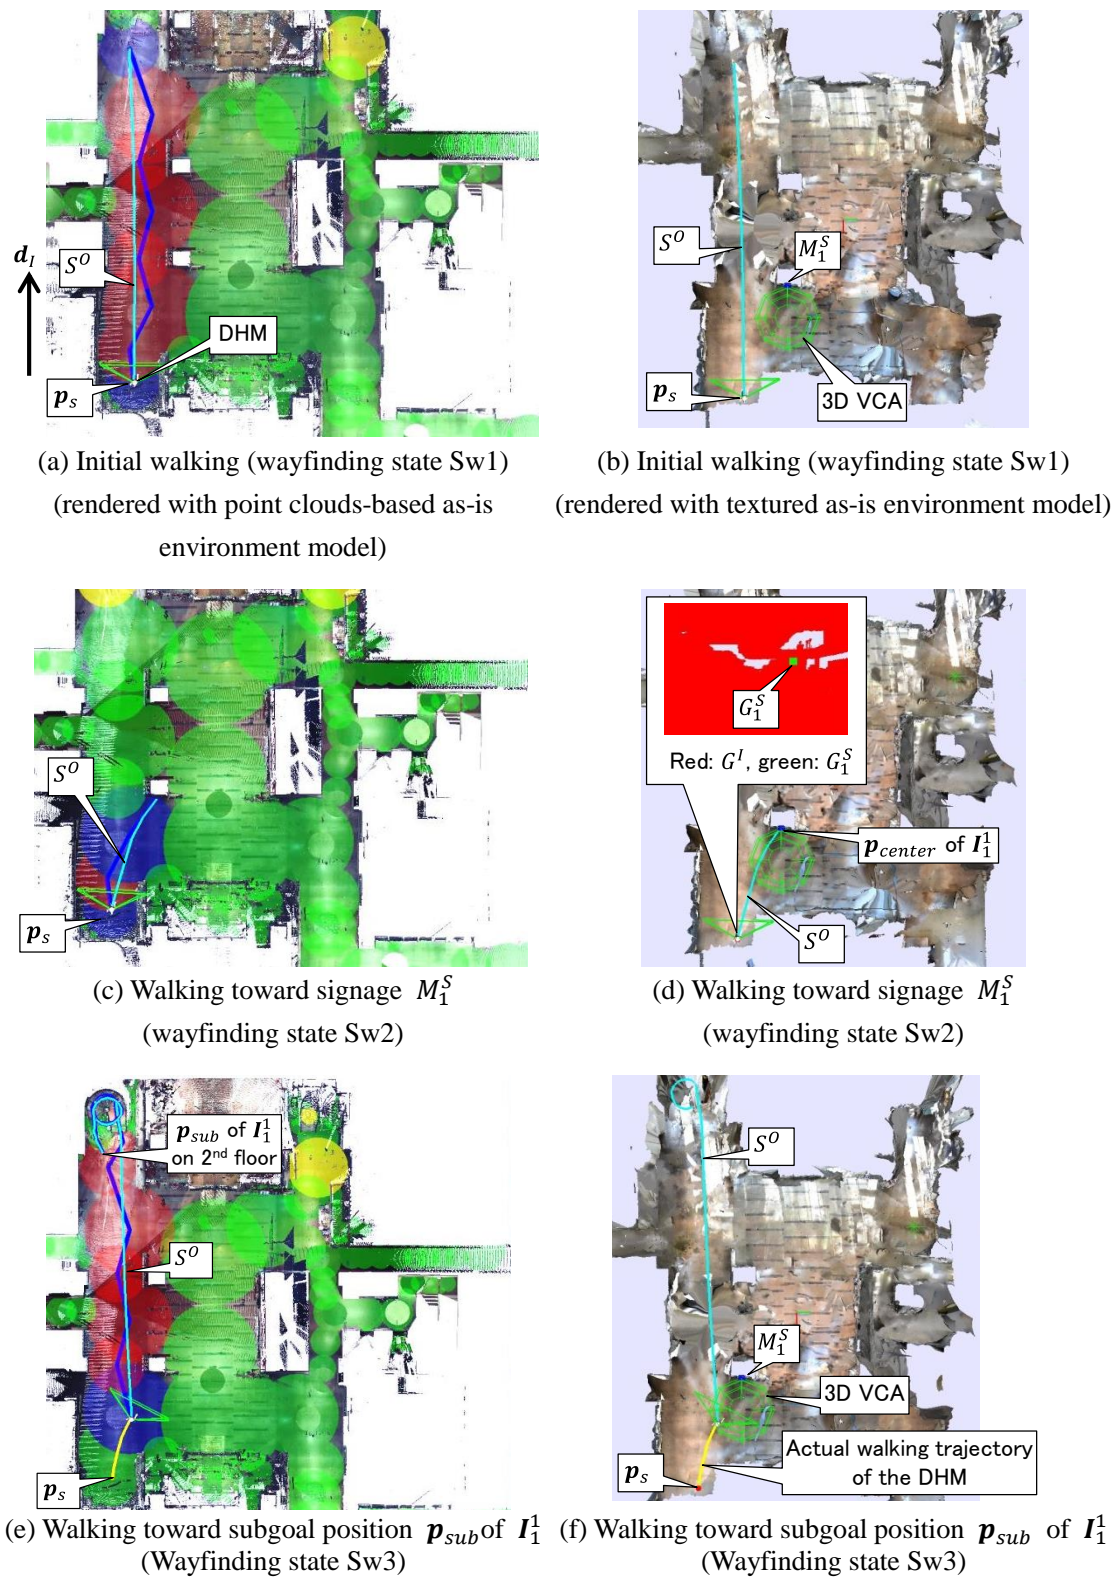 d_I
S^O
DHM
p_s
S^O
M_1^S
p_s
3D VCA
(a) Initial walking (wayfinding state Sw1)
(rendered with point clouds-based as-is
environment model)
(b) Initial walking (wayfinding state Sw1)
(rendered with textured as-is environment model)
S^O
p_s
G_1^S
Red: G^I, green: G_1^S
p_center of I_1^1
S^O
(c) Walking toward signage M_1^S
(wayfinding state Sw2)
(d) Walking toward signage M_1^S
(wayfinding state Sw2)
p_sub of I_1^1
on 2nd floor
S^O
p_s
S^O
M_1^S
3D VCA
Actual walking trajectory
of the DHM
p_s
(e) Walking toward subgoal position p_sub of I_1^1
(Wayfinding state Sw3)
(f) Walking toward subgoal position p_sub of I_1^1
(Wayfinding state Sw3)